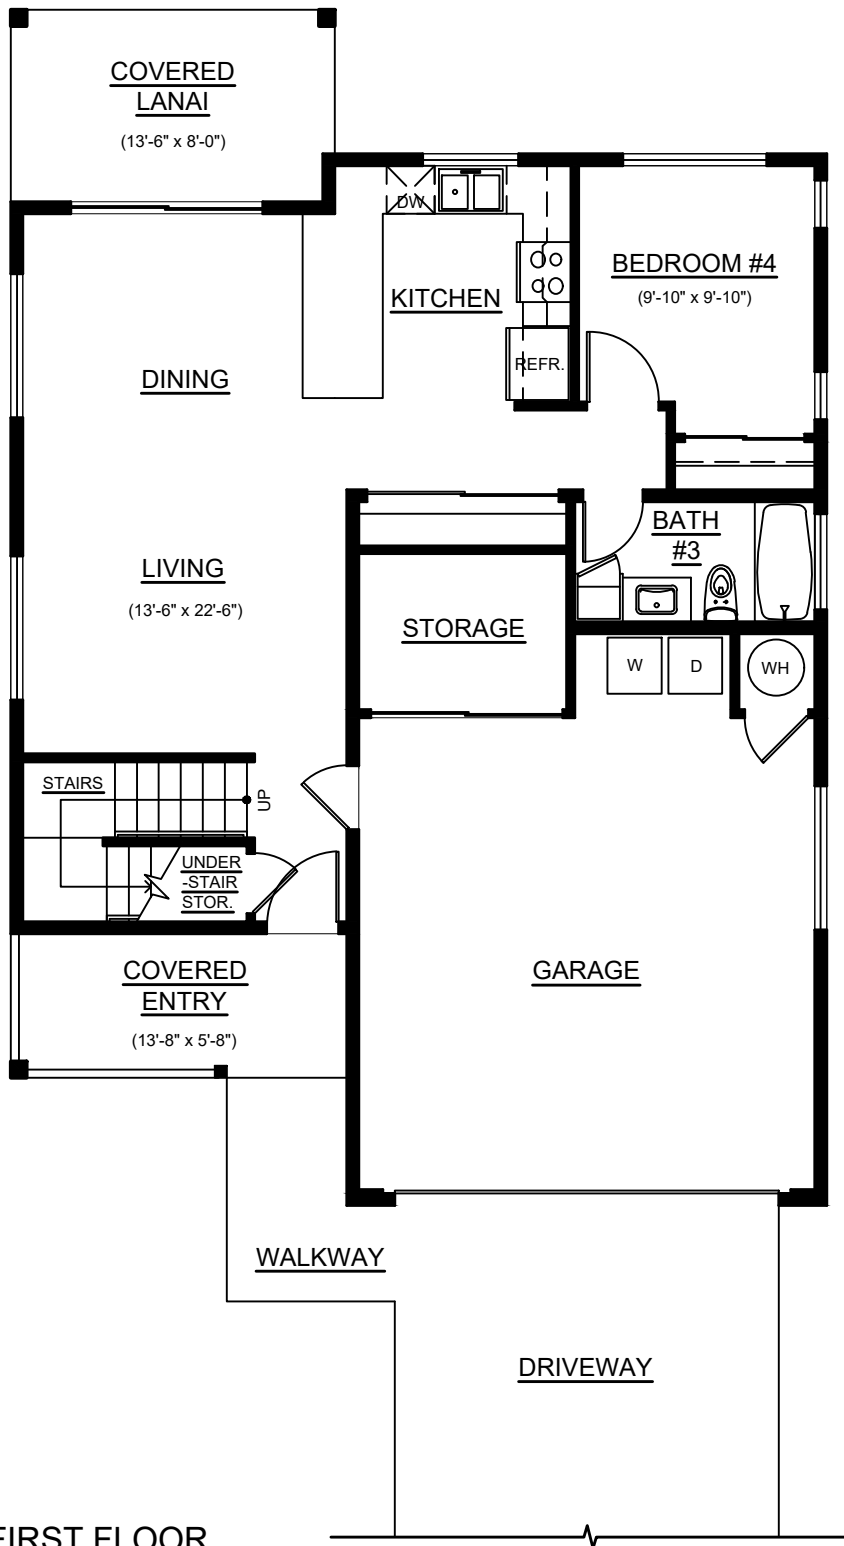 COVERED
LANAI
(13'-6" x 8'-0")
DW
KITCHEN
BEDROOM #4
(9'-10" x 9'-10")
REFR.
DINING
BATH
#3
LIVING
(13'-6" x 22'-6")
STORAGE
W
D
WH
STAIRS
UP
UNDER
-STAIR
STOR.
COVERED
ENTRY
(13'-8" x 5'-8")
GARAGE
WALKWAY
DRIVEWAY
FIRST FLOOR